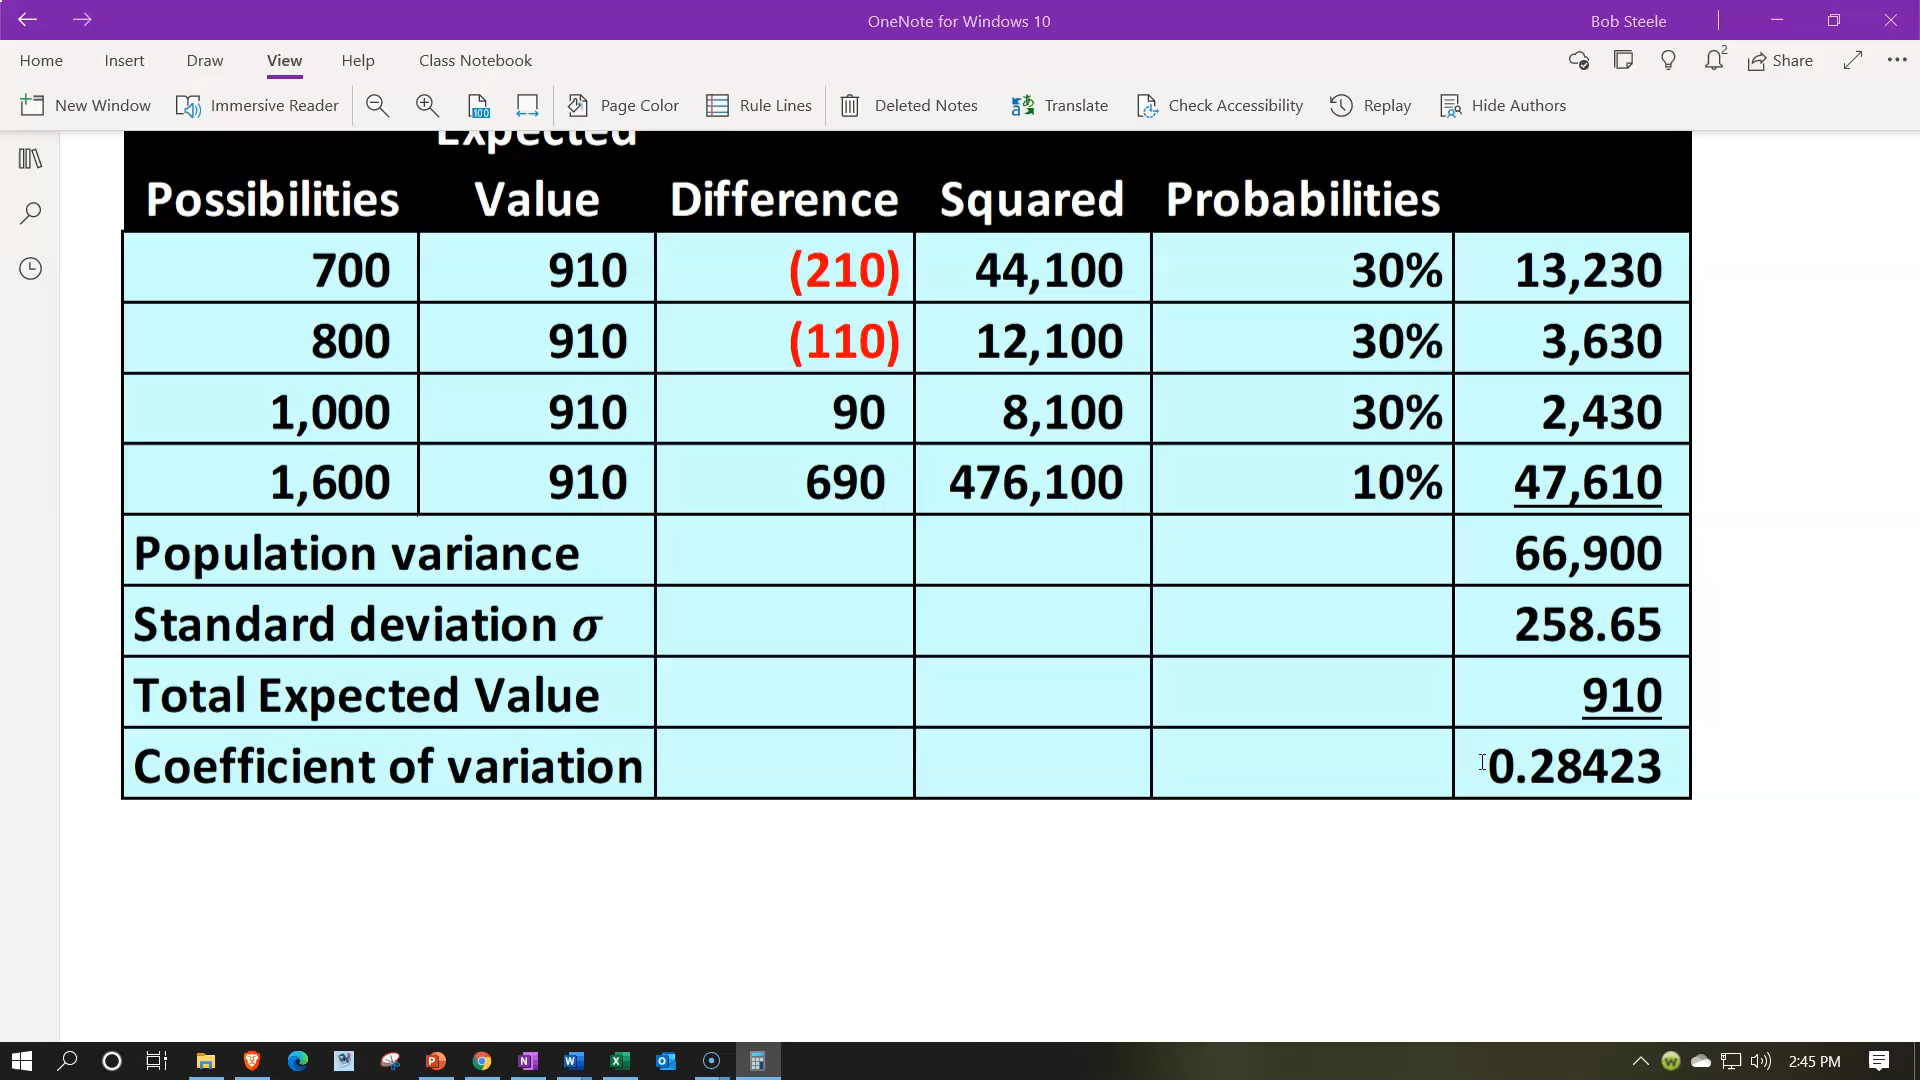 OneNote for Windows 10
Bob Steele
Home Insert Draw View Help Class Notebook
2
Share
New Window Immersive Reader 100 Page Color Rule Lines Deleted Notes Translate Check Accessibility Replay Hide Authors
Expected
Possibilities Value Difference Squared Probabilities
700 910 (210) 44,100 30% 13,230
800 910 (110) 12,100 30% 3,630
1,000 910 90 8,100 30% 2,430
1,600 910 690 476,100 10% 47,610
Population variance 66,900
Standard deviation σ 258.65
Total Expected Value 910
Coefficient of variation 0.28423
2:45 PM